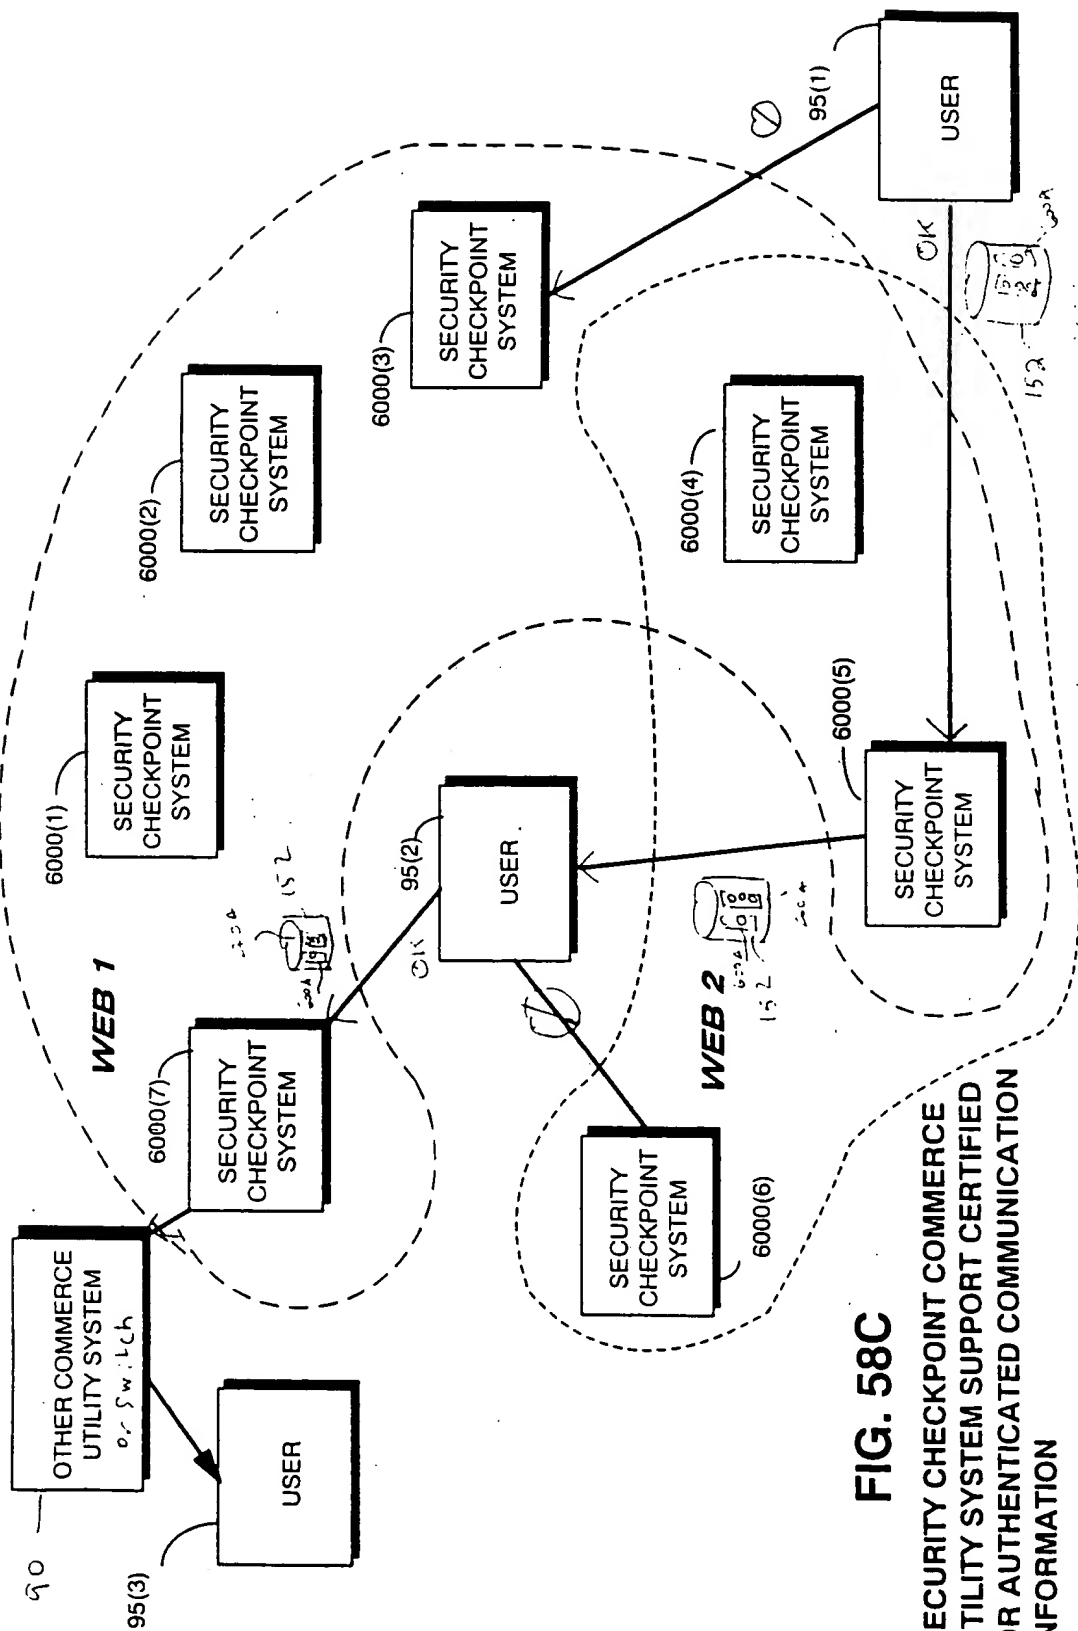 90
OTHER COMMERCE
UTILITY SYSTEM
or switch
95(3)
USER
6000(7)
SECURITY
CHECKPOINT
SYSTEM
WEB 1
6000(1)
SECURITY
CHECKPOINT
SYSTEM
6000(2)
SECURITY
CHECKPOINT
SYSTEM
6000(3)
SECURITY
CHECKPOINT
SYSTEM
95(1)
USER
OK
152
600A
6000(4)
SECURITY
CHECKPOINT
SYSTEM
95(2)
USER
OK
152
600A
6000(5)
SECURITY
CHECKPOINT
SYSTEM
WEB 2
600A
152
6000(6)
SECURITY
CHECKPOINT
SYSTEM
FIG. 58C
ECURITY CHECKPOINT COMMERCE
TILITY SYSTEM SUPPORT CERTIFIED
R AUTHENTICATED COMMUNICATION
NFORMATION